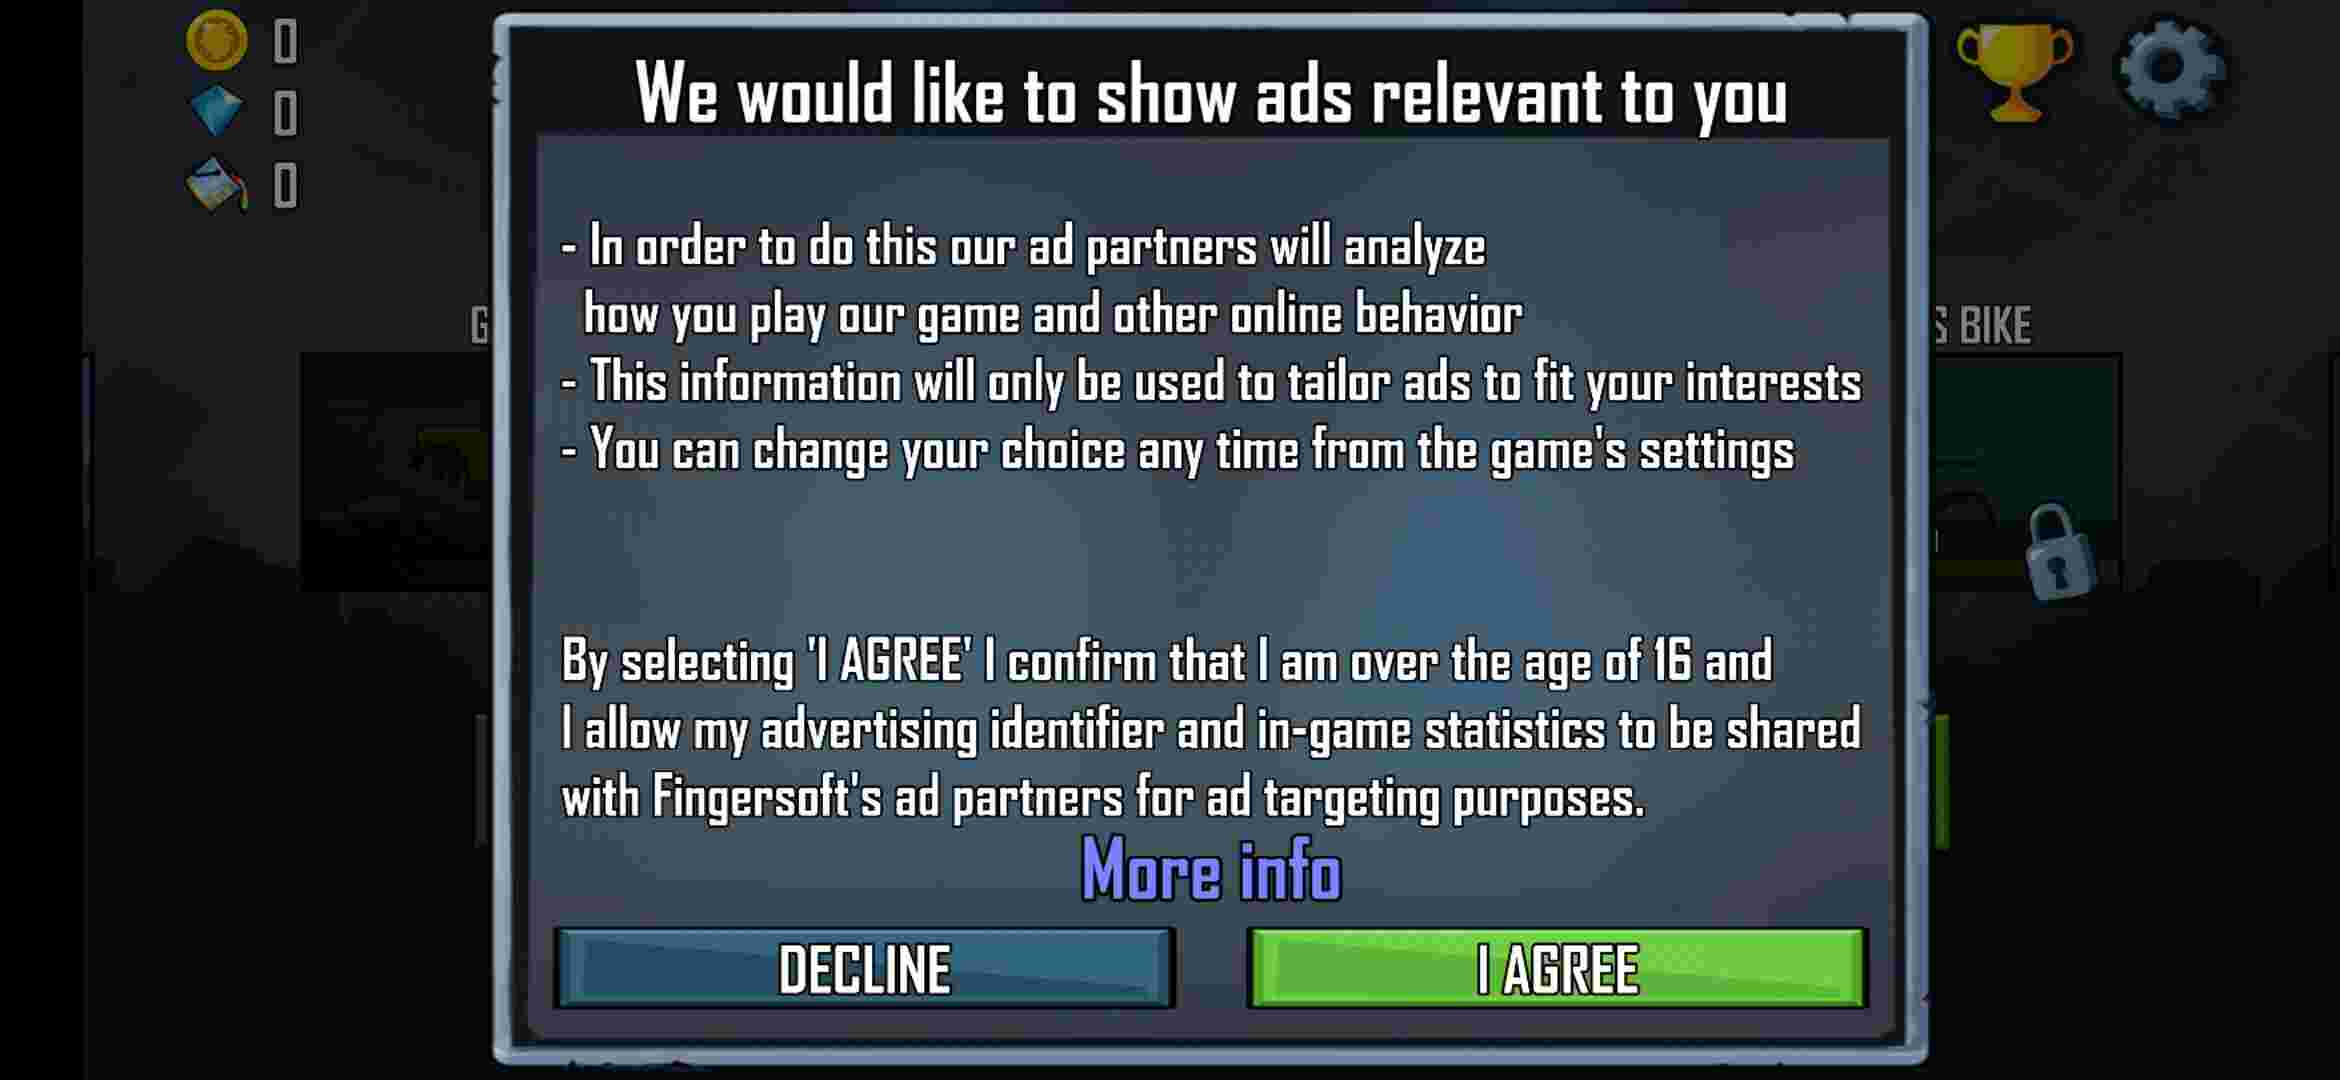 0
0
0
We would like to show ads relevant to you
- In order to do this our ad partners will analyze
how you play our game and other online behavior
- This information will only be used to tailor ads to fit your interests
- You can change your choice any time from the game's settings
BIKE
By selecting 'I AGREE' I confirm that I am over the age of 16 and
I allow my advertising identifier and in-game statistics to be shared
with Fingersoft's ad partners for ad targeting purposes.
More info
DECLINE
I AGREE